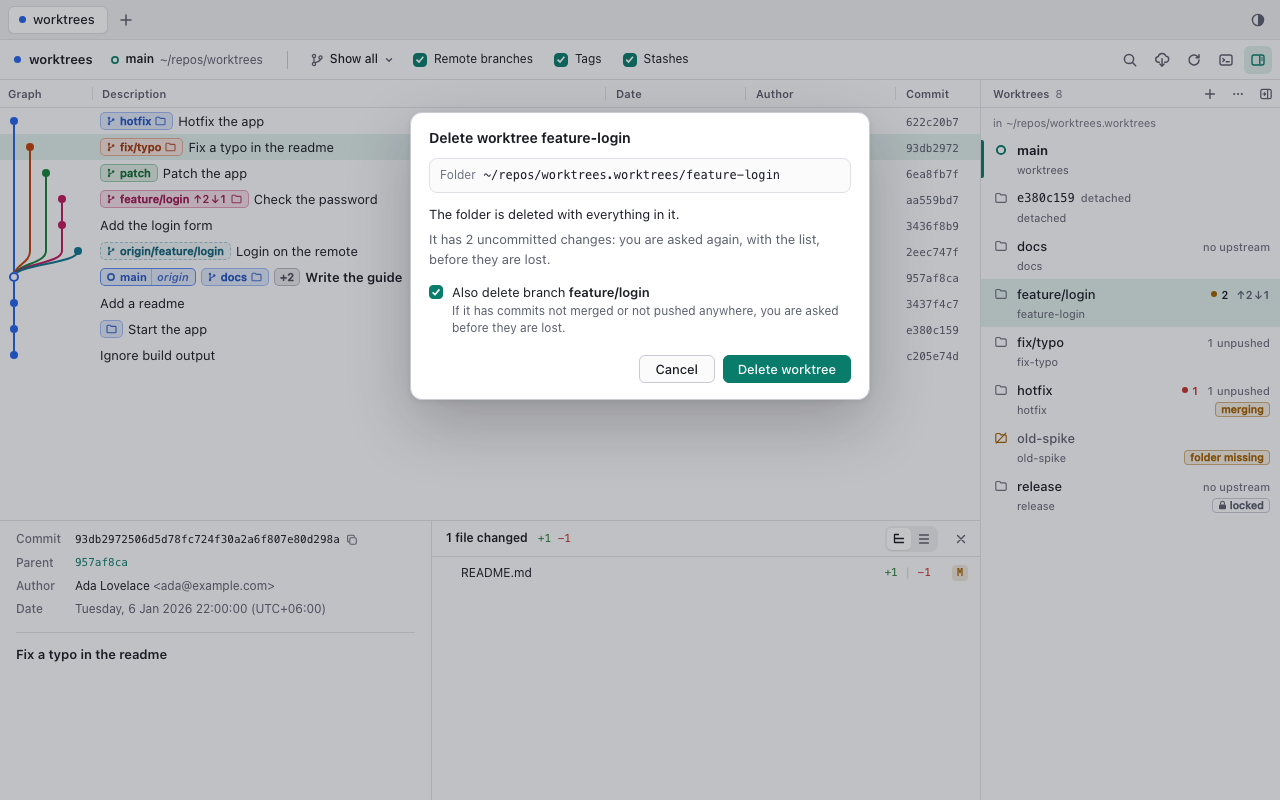 worktrees
worktrees main ~/repos/worktrees Show all Remote branches Tags Stashes
Graph Description Date Author Commit
hotfix Hotfix the app 622c20b7
fix/typo Fix a typo in the readme 93db2972
patch Patch the app 6ea8fb7f
feature/login ↑2↓1 Check the password aa559bd7
Add the login form 3436f8b9
origin/feature/login Login on the remote 2eec747f
main origin docs +2 Write the guide 957af8ca
Add a readme 3437f4c7
Start the app e380c159
Ignore build output c205e74d
Delete worktree feature-login
Folder ~/repos/worktrees.worktrees/feature-login
The folder is deleted with everything in it.
It has 2 uncommitted changes: you are asked again, with the list,
before they are lost.
Also delete branch feature/login
If it has commits not merged or not pushed anywhere, you are asked
before they are lost.
Cancel Delete worktree
Worktrees 8
in ~/repos/worktrees.worktrees
main
worktrees
e380c159 detached
detached
docs no upstream
docs
feature/login 2 ↑2↓1
feature-login
fix/typo 1 unpushed
fix-typo
hotfix 1 1 unpushed
hotfix merging
old-spike
old-spike folder missing
release no upstream
release locked
Commit 93db2972506d5d78fc724f30a2a6f807e80d298a
Parent 957af8ca
Author Ada Lovelace <ada@example.com>
Date Tuesday, 6 Jan 2026 22:00:00 (UTC+06:00)
Fix a typo in the readme
1 file changed +1 −1
README.md +1 | −1 M